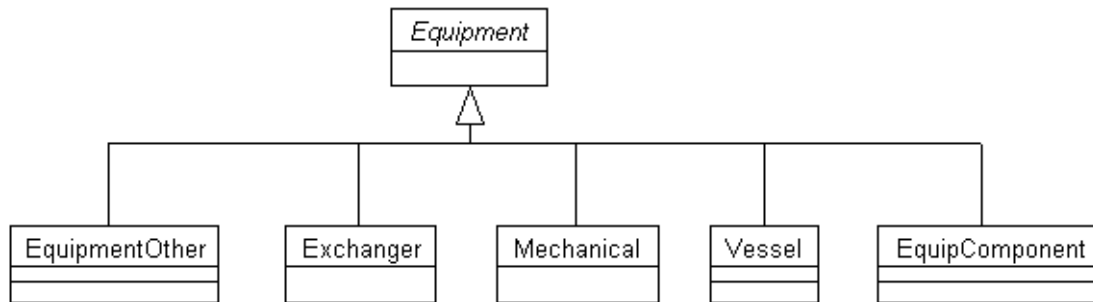 Equipment
EquipmentOther
Exchanger
Mechanical
Vessel
EquipComponent